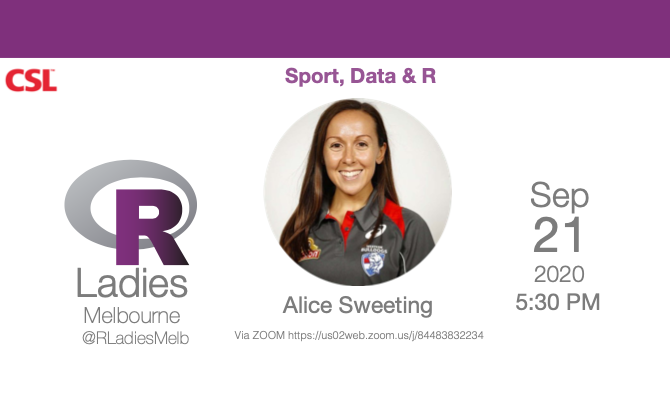 CSL™
Sport, Data & R
R
Ladies
Melbourne
@RLadiesMelb
Alice Sweeting
Via ZOOM https://us02web.zoom.us/j/84483832234
Sep
21
2020
5:30 PM